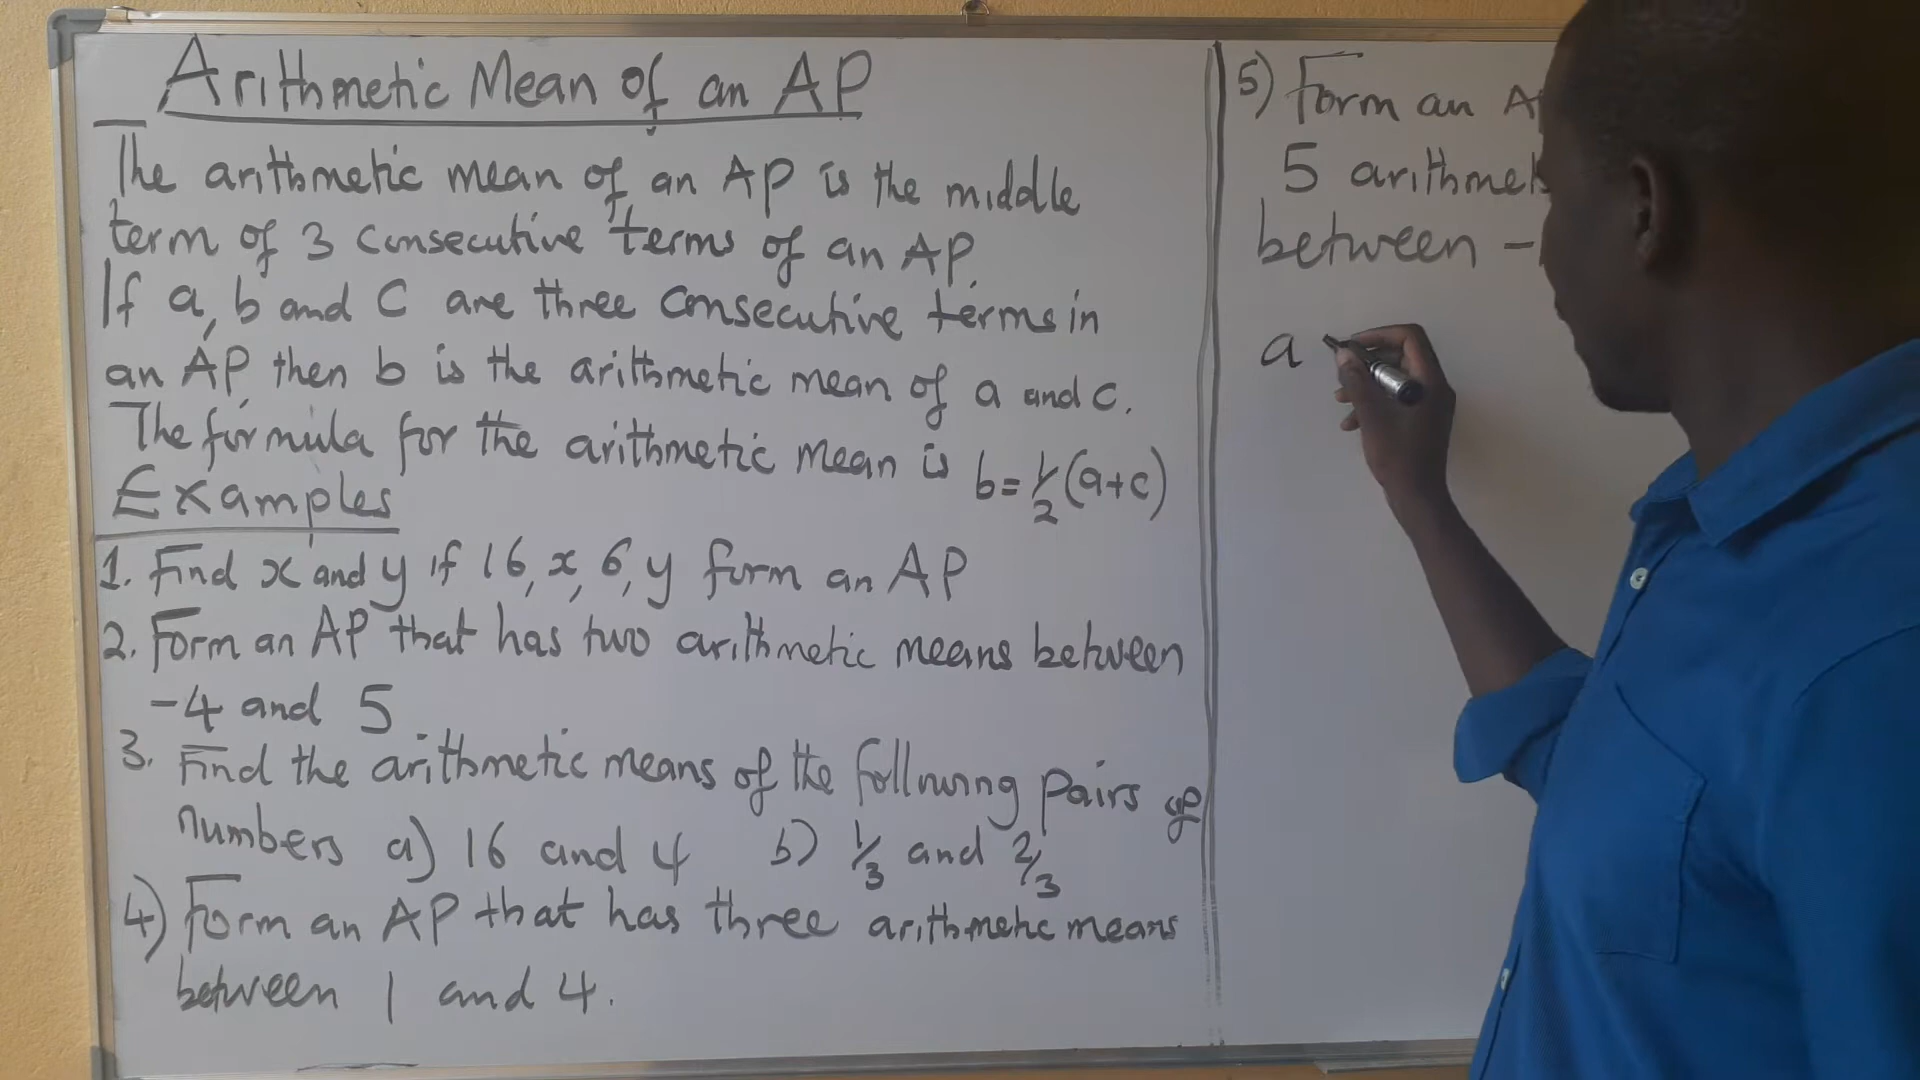 Arithmetic Mean of an AP
The arithmetic mean of an AP is the middle
term of 3 consecutive terms of an AP.
If a, b and c are three consecutive terms in
an AP, then b is the arithmetic mean of a and c.
The formula for the arithmetic mean is b = 1/2 (a+c)
Examples
1. Find x and y if 16, x, 6, y form an AP
2. Form an AP that has two arithmetic means between
-4 and 5
3. Find the arithmetic means of the following pairs of
numbers a) 16 and 4 b) 1/3 and 2/3
4) Form an AP that has three arithmetic means
between 1 and 4.
5) Form an
5
between -
a